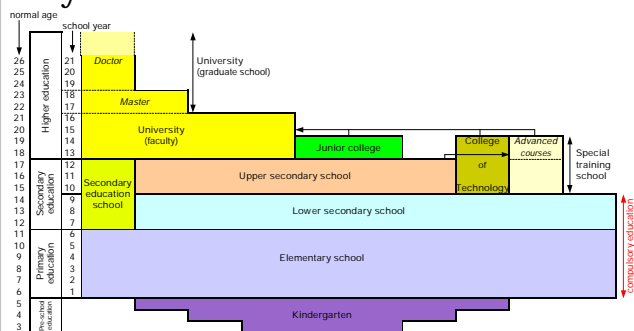 normal age
school year
26 21 Doctor
25 20
24 19
23 18 Master
22 17
21 16
20 15 University
19 14 (faculty)
18 13
17 12
16 11
15 10
14 9
13 8
12 7
11 6
10 5
9 4
8 3
7 2
6 1
5
4
3
Higher education
Secondary
education
Primary
education
Pre-school
education
University
(graduate school)
Junior college
College
of
Technology
Advanced
courses
Special
training
school
Secondary
education
school
Upper secondary school
Lower secondary school
Elementary school
Kindergarten
compulsory education